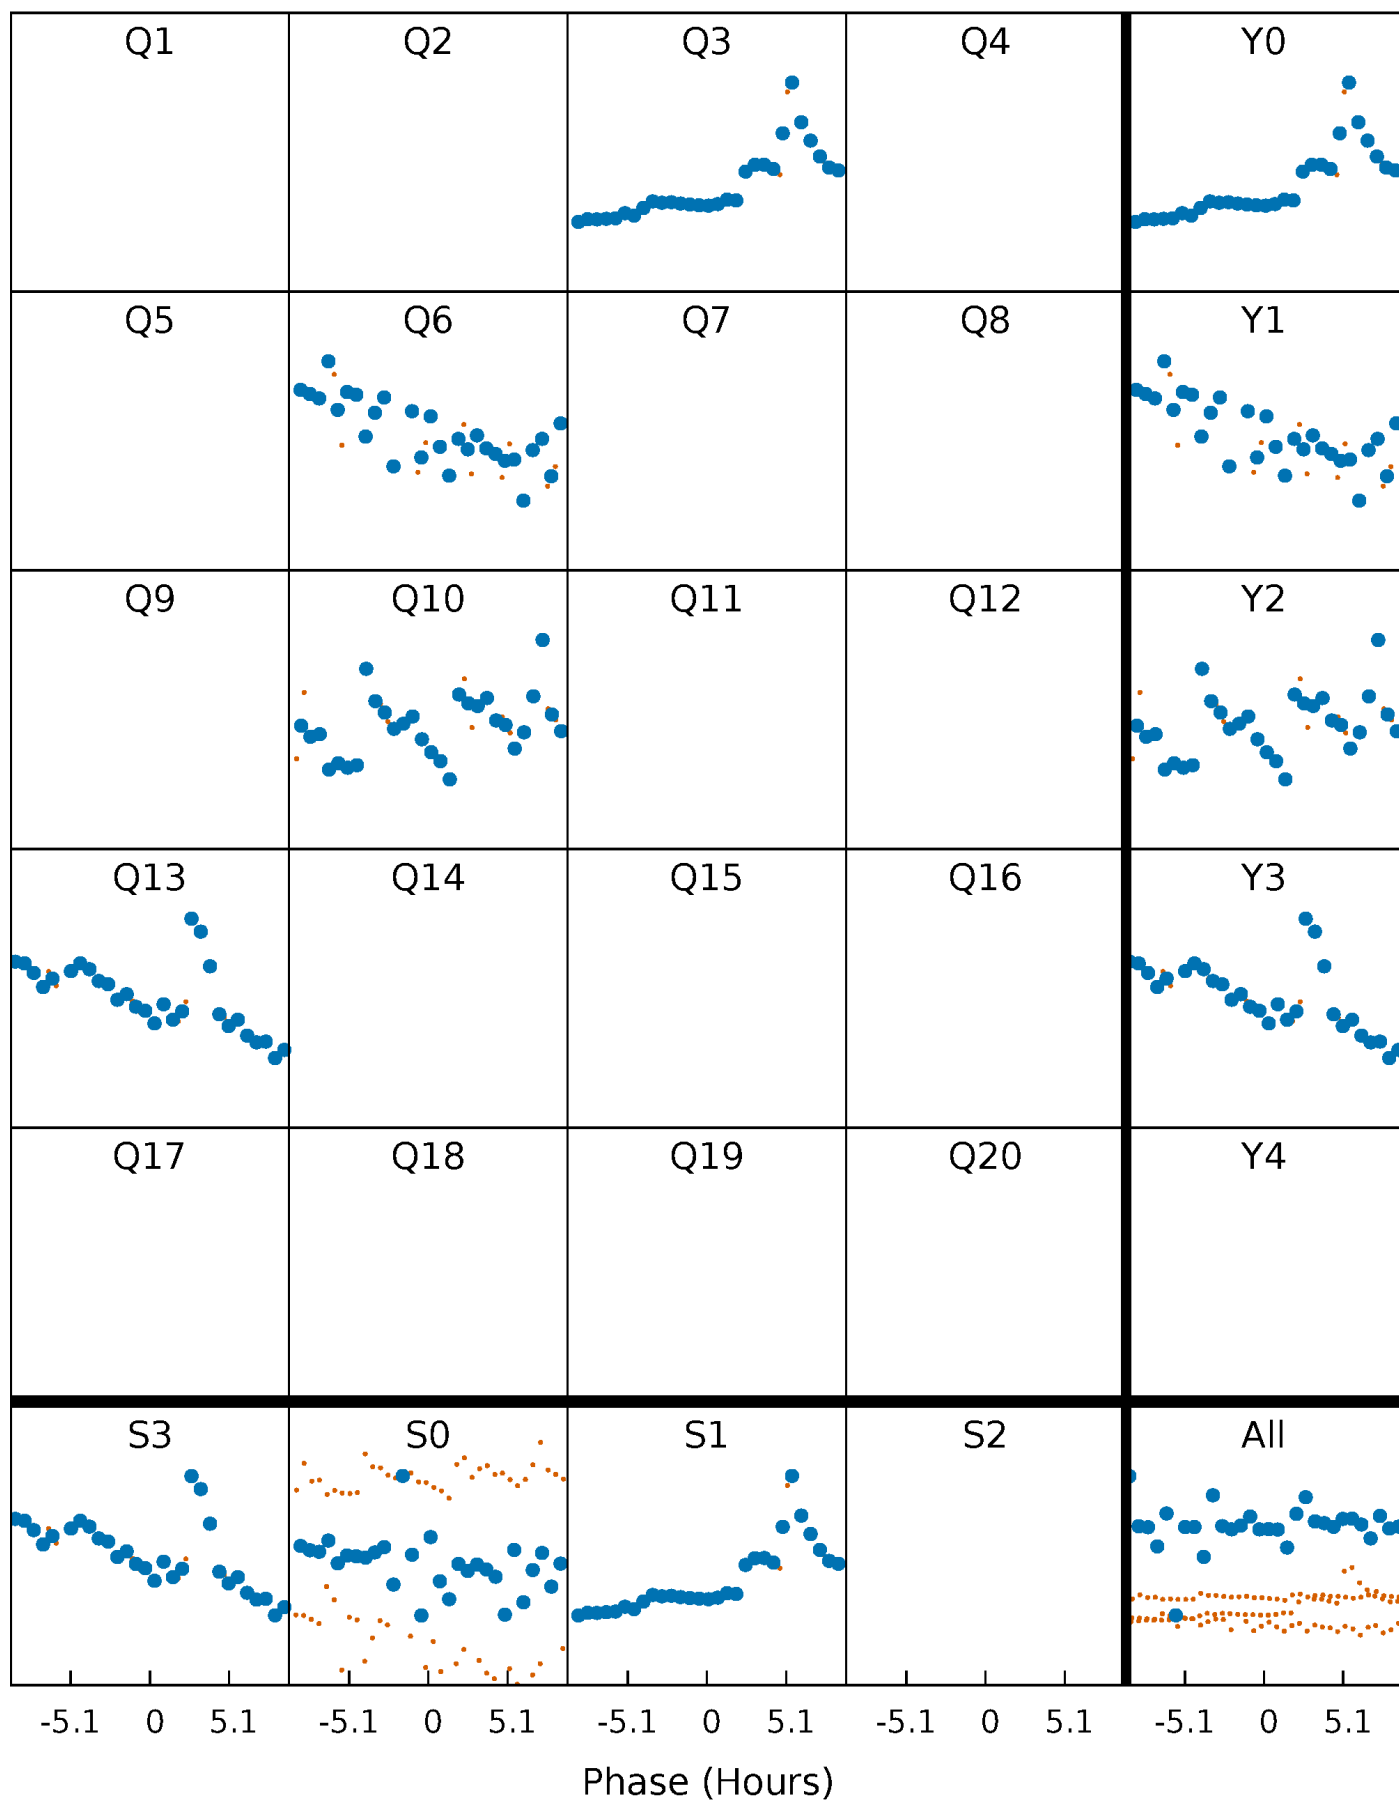 Q1 Q2 Q3 Q4 Y0
Q5 Q6 Q7 Q8 Y1
Q9 Q10 Q11 Q12 Y2
Q13 Q14 Q15 Q16 Y3
Q17 Q18 Q19 Q20 Y4
S3 S0 S1 S2 All
-5.1 0 5.1 -5.1 0 5.1 -5.1 0 5.1 -5.1 0 5.1 -5.1 0 5.1
Phase (Hours)